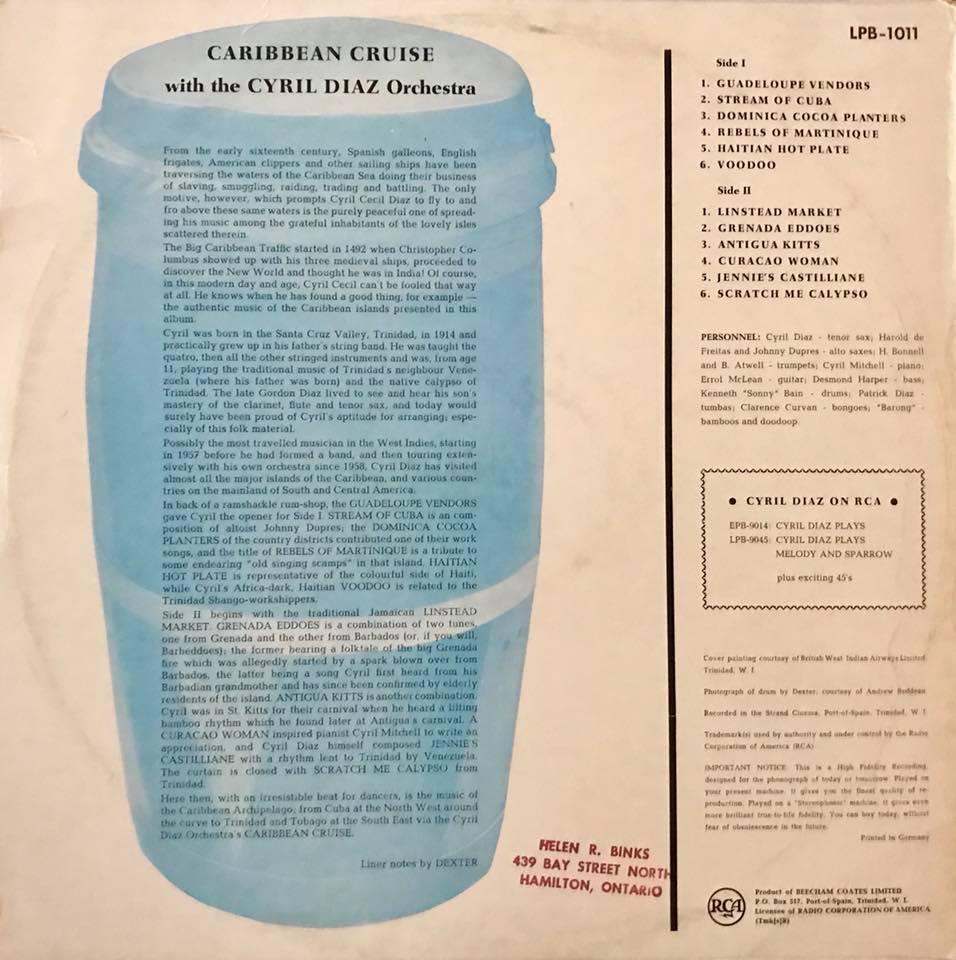 CARIBBEAN CRUISE
with the CYRIL DIAZ Orchestra
From the early sixteenth century, Spanish galleons, English
frigates, American clippers and other sailing ships have been
traversing the waters of the Caribbean Sea doing their business
of slaving, smuggling, raiding, trading and battling. The only
motive, however, which prompts Cyril Cecil Diaz to fly to and
fro above these same waters is the purely peaceful one of spread-
ing his music among the grateful inhabitants of the lovely isles
scattered therein.
The Big Caribbean Traffic started in 1492 when Christopher Co-
lumbus showed up with his three medieval ships, proceeded to
discover the New World and thought he was in India! Of course,
in this modern day and age, Cyril Cecil can't be fooled that way
at all. He knows when he has found a good thing, for example —
the authentic music of the Caribbean islands presented in this
album.
Cyril was born in the Santa Cruz Valley, Trinidad, in 1914 and
practically grew up in his father's string band. He was taught the
quatro, then all the other stringed instruments and was, from age
11, playing the traditional music of Trinidad's neighbour Vene-
zuela (where his father was born) and the native calypso of
Trinidad. The late Gordon Diaz lived to see and hear his son's
mastery of the clarinet, flute and tenor sax, and today would
surely have been proud of Cyril's aptitude for arranging; espe-
cially of this folk material.
Possibly the most travelled musician in the West Indies, starting
in 1957 before he had formed a band, and then touring exten-
sively with his own orchestra since 1958, Cyril Diaz has visited
almost all the major islands of the Caribbean, and various coun-
tries on the mainland of South and Central America.
In back of a ramshackle rum-shop, the GUADELOUPE VENDORS
gave Cyril the opener for Side I. STREAM OF CUBA is an com-
position of altoist Johnny Dupres; the DOMINICA COCOA
PLANTERS of the country districts contributed one of their work
songs, and the title of REBELS OF MARTINIQUE is a tribute to
some endearing "old singing scamps" in that island. HAITIAN
HOT PLATE is representative of the colourful side of Haiti,
while Cyril's Africa-dark, Haitian VOODOO is related to the
Trinidad Shango-workshippers.
Side II begins with the traditional Jamaican LINSTEAD
MARKET. GRENADA EDDOES is a combination of two tunes,
one from Grenada and the other from Barbados (or, if you will,
Barbeddoes); the former bearing a folktale of the big Grenada
fire which was allegedly started by a spark blown over from
Barbados, the latter being a song Cyril first heard from his
Barbadian grandmother and has since been confirmed by elderly
residents of the island. ANTIGUA KITTS is another combination.
Cyril was in St. Kitts for their carnival when he heard a lilting
bamboo rhythm which he found later at Antigua's carnival. A
CURACAO WOMAN inspired pianist Cyril Mitchell to write an
appreciation, and Cyril Diaz himself composed JENNIE'S
CASTILLIANE with a rhythm lent to Trinidad by Venezuela.
The curtain is closed with SCRATCH ME CALYPSO from
Trinidad.
Here then, with an irresistible beat for dancers, is the music of
the Caribbean Archipelago, from Cuba at the North West around
the curve to Trinidad and Tobago at the South East via the Cyril
Diaz Orchestra's CARIBBEAN CRUISE.
Liner notes by DEXTER
HELEN R. BINKS
439 BAY STREET NORTH
HAMILTON, ONTARIO
LPB-1011
Side I
1. GUADELOUPE VENDORS
2. STREAM OF CUBA
3. DOMINICA COCOA PLANTERS
4. REBELS OF MARTINIQUE
5. HAITIAN HOT PLATE
6. VOODOO
Side II
1. LINSTEAD MARKET
2. GRENADA EDDOES
3. ANTIGUA KITTS
4. CURACAO WOMAN
5. JENNIE'S CASTILLIANE
6. SCRATCH ME CALYPSO
PERSONNEL: Cyril Diaz - tenor sax; Harold de
Freitas and Johnny Dupres - alto saxes; H. Bonnell
and B. Atwell - trumpets; Cyril Mitchell - piano;
Errol McLean - guitar; Desmond Harper - bass;
Kenneth "Sonny" Bain - drums; Patrick Diaz -
tumbas; Clarence Curvan - bongoes; "Barong" -
bamboos and doodoop.
● CYRIL DIAZ ON RCA ●
EPB-9014: CYRIL DIAZ PLAYS
LPB-9045: CYRIL DIAZ PLAYS
MELODY AND SPARROW
plus exciting 45's
Cover painting courtesy of British West Indian Airways Limited
Trinidad, W. I.
Photograph of drum by Dexter, courtesy of Andrew Beddeau
Recorded in the Strand Cinema, Port-of-Spain, Trinidad, W. I.
Trademark(s) used by authority and under control by the Radio
Corporation of America (RCA)
IMPORTANT NOTICE: This is a High Fidelity Recording,
designed for the phonograph of today or tomorrow. Played on
your present machine, it gives you the finest quality of re-
production. Played on a "Stereophonic" machine, it gives even
more brilliant true-to-life fidelity. You can buy today, without
fear of obsolescence in the future.
Printed in Germany
RCA
Product of BEECHAM COATES LIMITED
P.O. Box 517, Port-of-Spain, Trinidad, W. I.
Licensee of RADIO CORPORATION OF AMERICA
(Tmk[s]R)